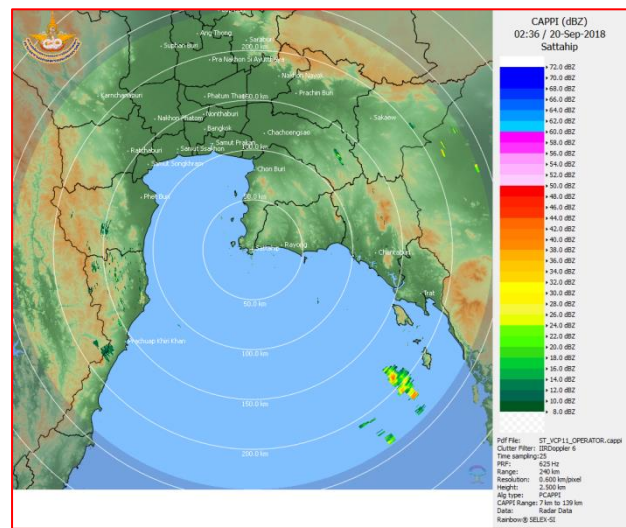 CAPPI (dBZ)
02:36 / 20-Sep-2018
Sattahip
72.0 dBZ
70.0 dBZ
68.0 dBZ
66.0 dBZ
64.0 dBZ
62.0 dBZ
60.0 dBZ
58.0 dBZ
56.0 dBZ
54.0 dBZ
52.0 dBZ
50.0 dBZ
48.0 dBZ
46.0 dBZ
44.0 dBZ
42.0 dBZ
40.0 dBZ
38.0 dBZ
36.0 dBZ
34.0 dBZ
32.0 dBZ
30.0 dBZ
28.0 dBZ
26.0 dBZ
24.0 dBZ
22.0 dBZ
20.0 dBZ
18.0 dBZ
16.0 dBZ
14.0 dBZ
12.0 dBZ
10.0 dBZ
8.0 dBZ
Pdf File: ST_VCP11_OPERATOR.cappi
Clutter Filter: IIRDoppler 6
Time sampling:25
PRF: 625 Hz
Range: 240 km
Resolution: 0.600 km/pixel
Height: 2.500 km
Alg type: PCAPPI
CAPPI Range: 7 km to 139 km
Data: Radar Data
Rainbow® SELEX-SI
Ang Thong
Suphan Buri
Saraburi
200.0 km
Pra Nakhon Si Ayutthaya
Nakhon Nayok
Kanchanaburi
Phatum Thani
150.0 km
Prachin Buri
Nakhon Pathom
Nonthaburi
Sakaew
Bangkok
Chacheongsao
Ratchaburi
Samut Sakhon
Samut Prakan
100.0 km
Samut Songkhram
Chon Buri
Phet Buri
50.0 km
Rayong
Chantaburi
Trat
50.0 km
Prachuap Khiri Khan
100.0 km
150.0 km
200.0 km